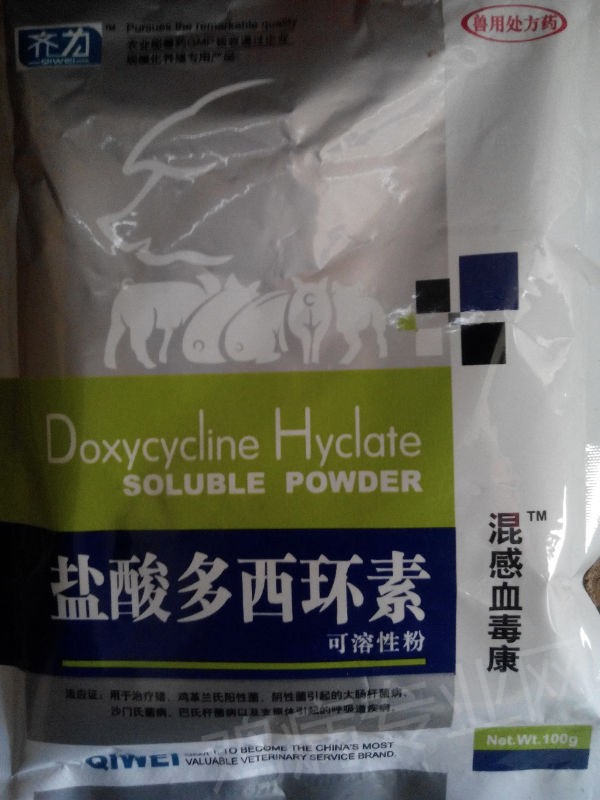 齐为
QIWEI
TM
Pursues the remarkable quality
农业部兽药GMP验收通过企业
规模化养殖专用产品
兽用处方药
C
Doxycycline Hyclate
SOLUBLE POWDER
盐酸多西环素
可溶性粉
混感血毒康
TM
适应证：用于治疗猪、鸡革兰氏阳性菌、阴性菌引起的大肠杆菌病、
沙门氏菌病、巴氏杆菌病以及支原体引起的呼吸道疾病。
Net.Wt.100g
QIWEI
TO BECOME THE CHINA'S MOST
VALUABLE VETERINARY SERVICE BRAND.